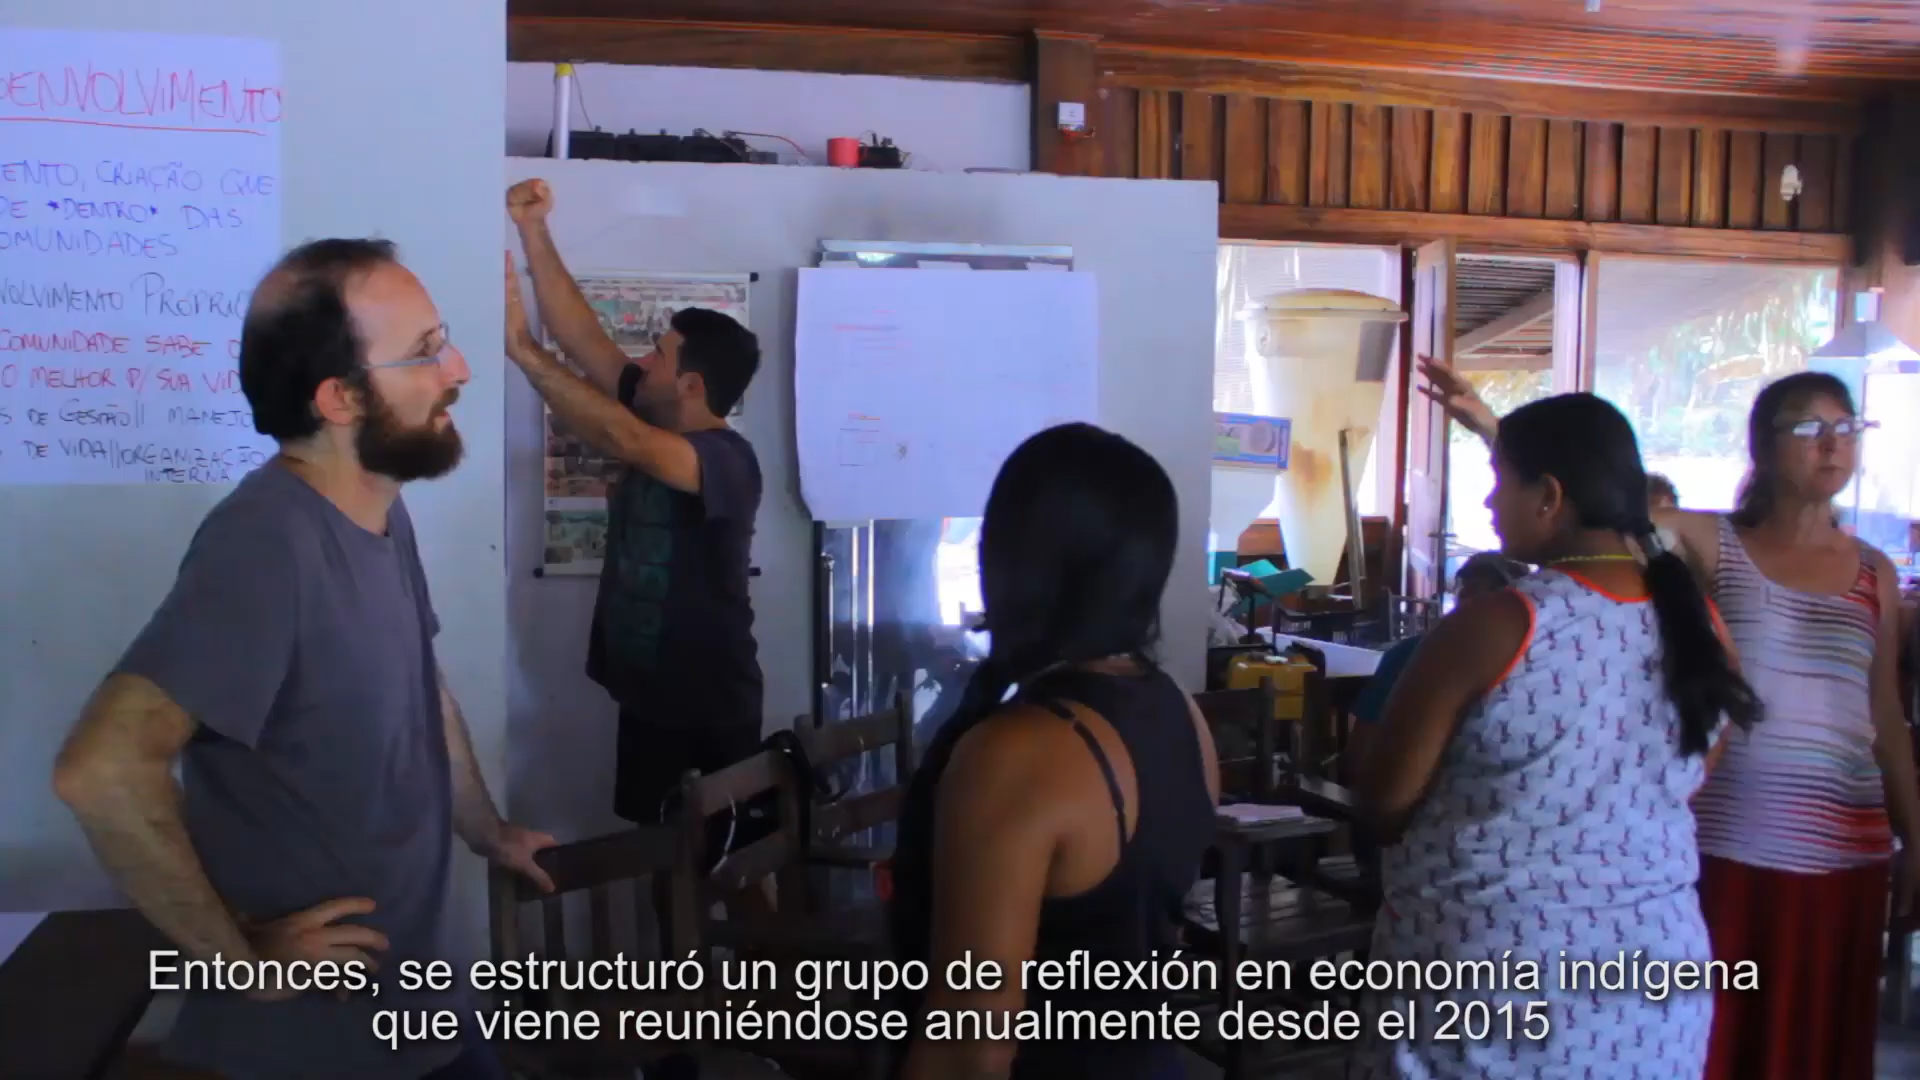 DENVOLVIMENTO
ENTO, CRIAÇÃO QUE
DE *DENTRO* DAS
OMUNIDADES
VOLVIMENTO PRÓPRIO
COMUNIDADE SABE O
O MELHOR P/ SUA VID
S DE GESTÃO// MANEJO
DE VIDA//ORGANIZAÇÃO
INTERNA
Entonces, se estructuró un grupo de reflexión en economía indígena
que viene reuniéndose anualmente desde el 2015